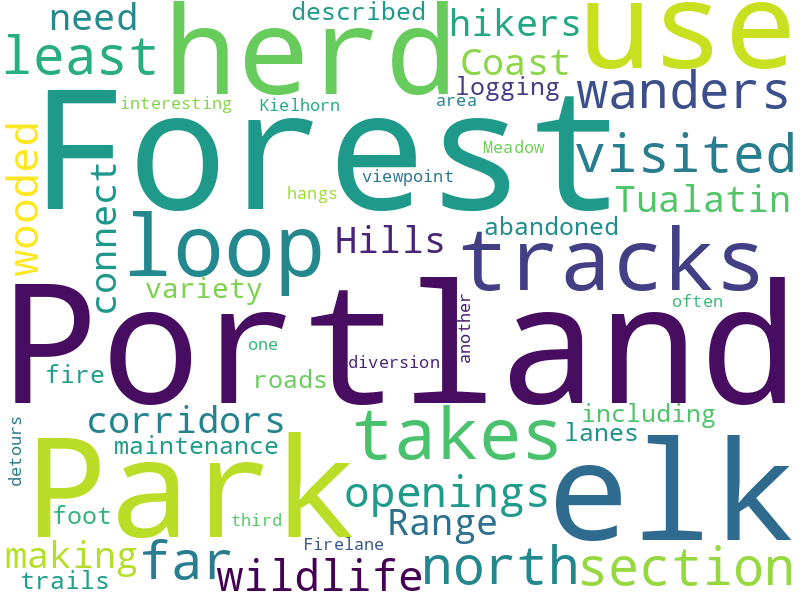 need
described
hikers
use
least
herd
Coast
logging
wanders
interesting
Kielhorn
area
Forest
wooded
Meadow
visited
connect
hangs
viewpoint
Tualatin
loop
Hills
abandoned
tracks
variety
another
often
Portland
one
diversion
fire
roads
detours
corridors
takes
including
maintenance
lanes
Park
openings
elk
foot
third
Range
Firelane
making
far
wildlife
north
section
trails